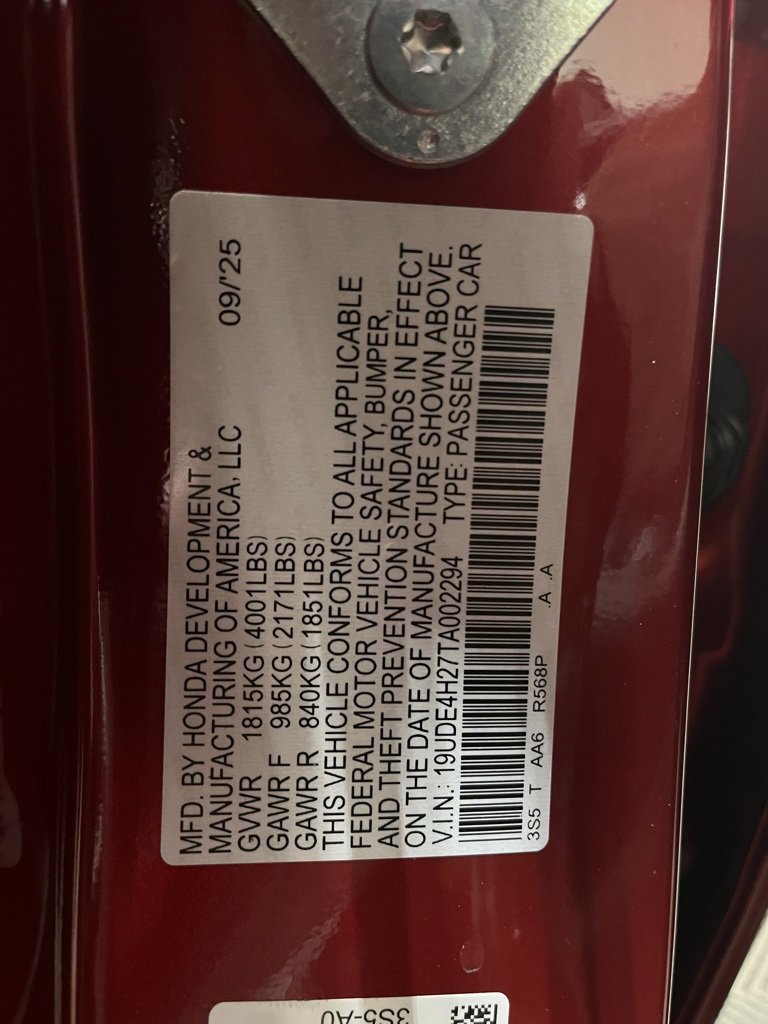 MFD. BY HONDA DEVELOPMENT &
MANUFACTURING OF AMERICA, LLC 09/'25
GVWR 1815KG (4001LBS)
GAWR F 985KG (2171LBS)
GAWR R 840KG (1851LBS)
THIS VEHICLE CONFORMS TO ALL APPLICABLE
FEDERAL MOTOR VEHICLE SAFETY, BUMPER,
AND THEFT PREVENTION STANDARDS IN EFFECT
ON THE DATE OF MANUFACTURE SHOWN ABOVE.
V.I.N.: 19UDE4H27TA002294 TYPE: PASSENGER CAR
3S5 T AA6 R568P .A .A
3S5-A0